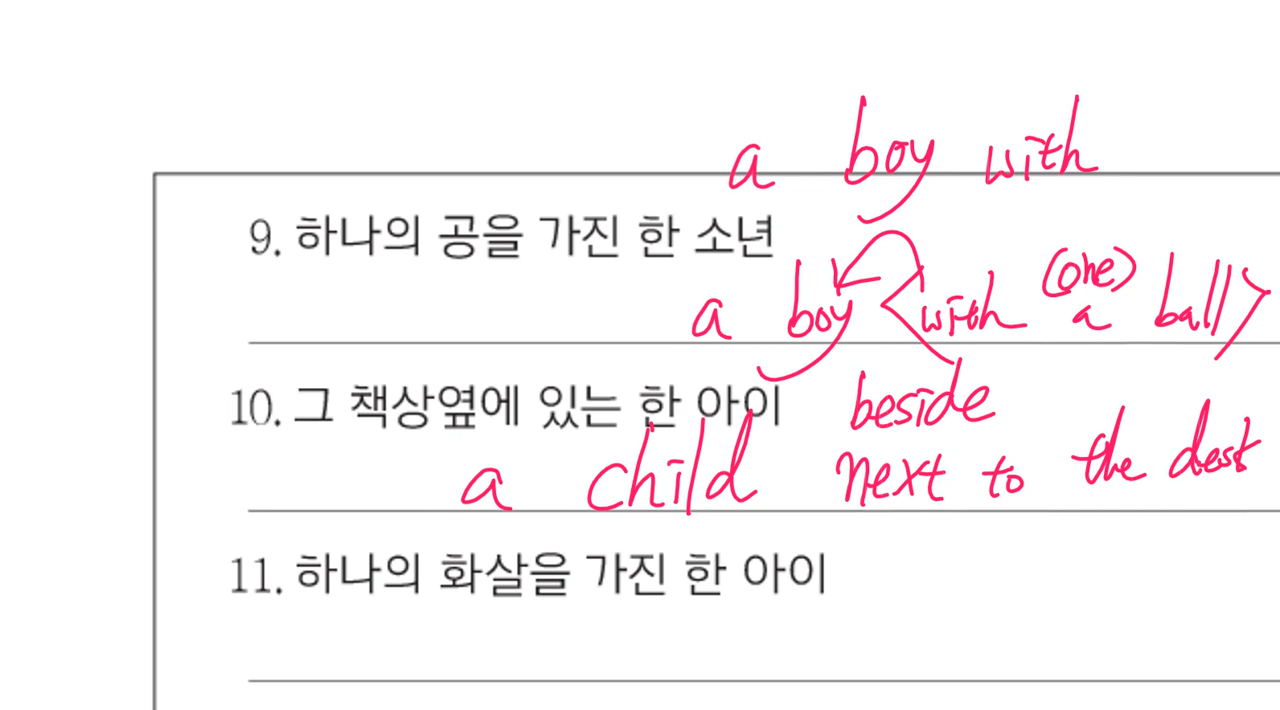 a boy with
9. 하나의 공을 가진 한 소년
(one)
a boy <with a ball>
10. 그 책상옆에 있는 한 아이
beside
a child next to the desk
11. 하나의 화살을 가진 한 아이